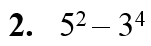 2. 5² – 3⁴